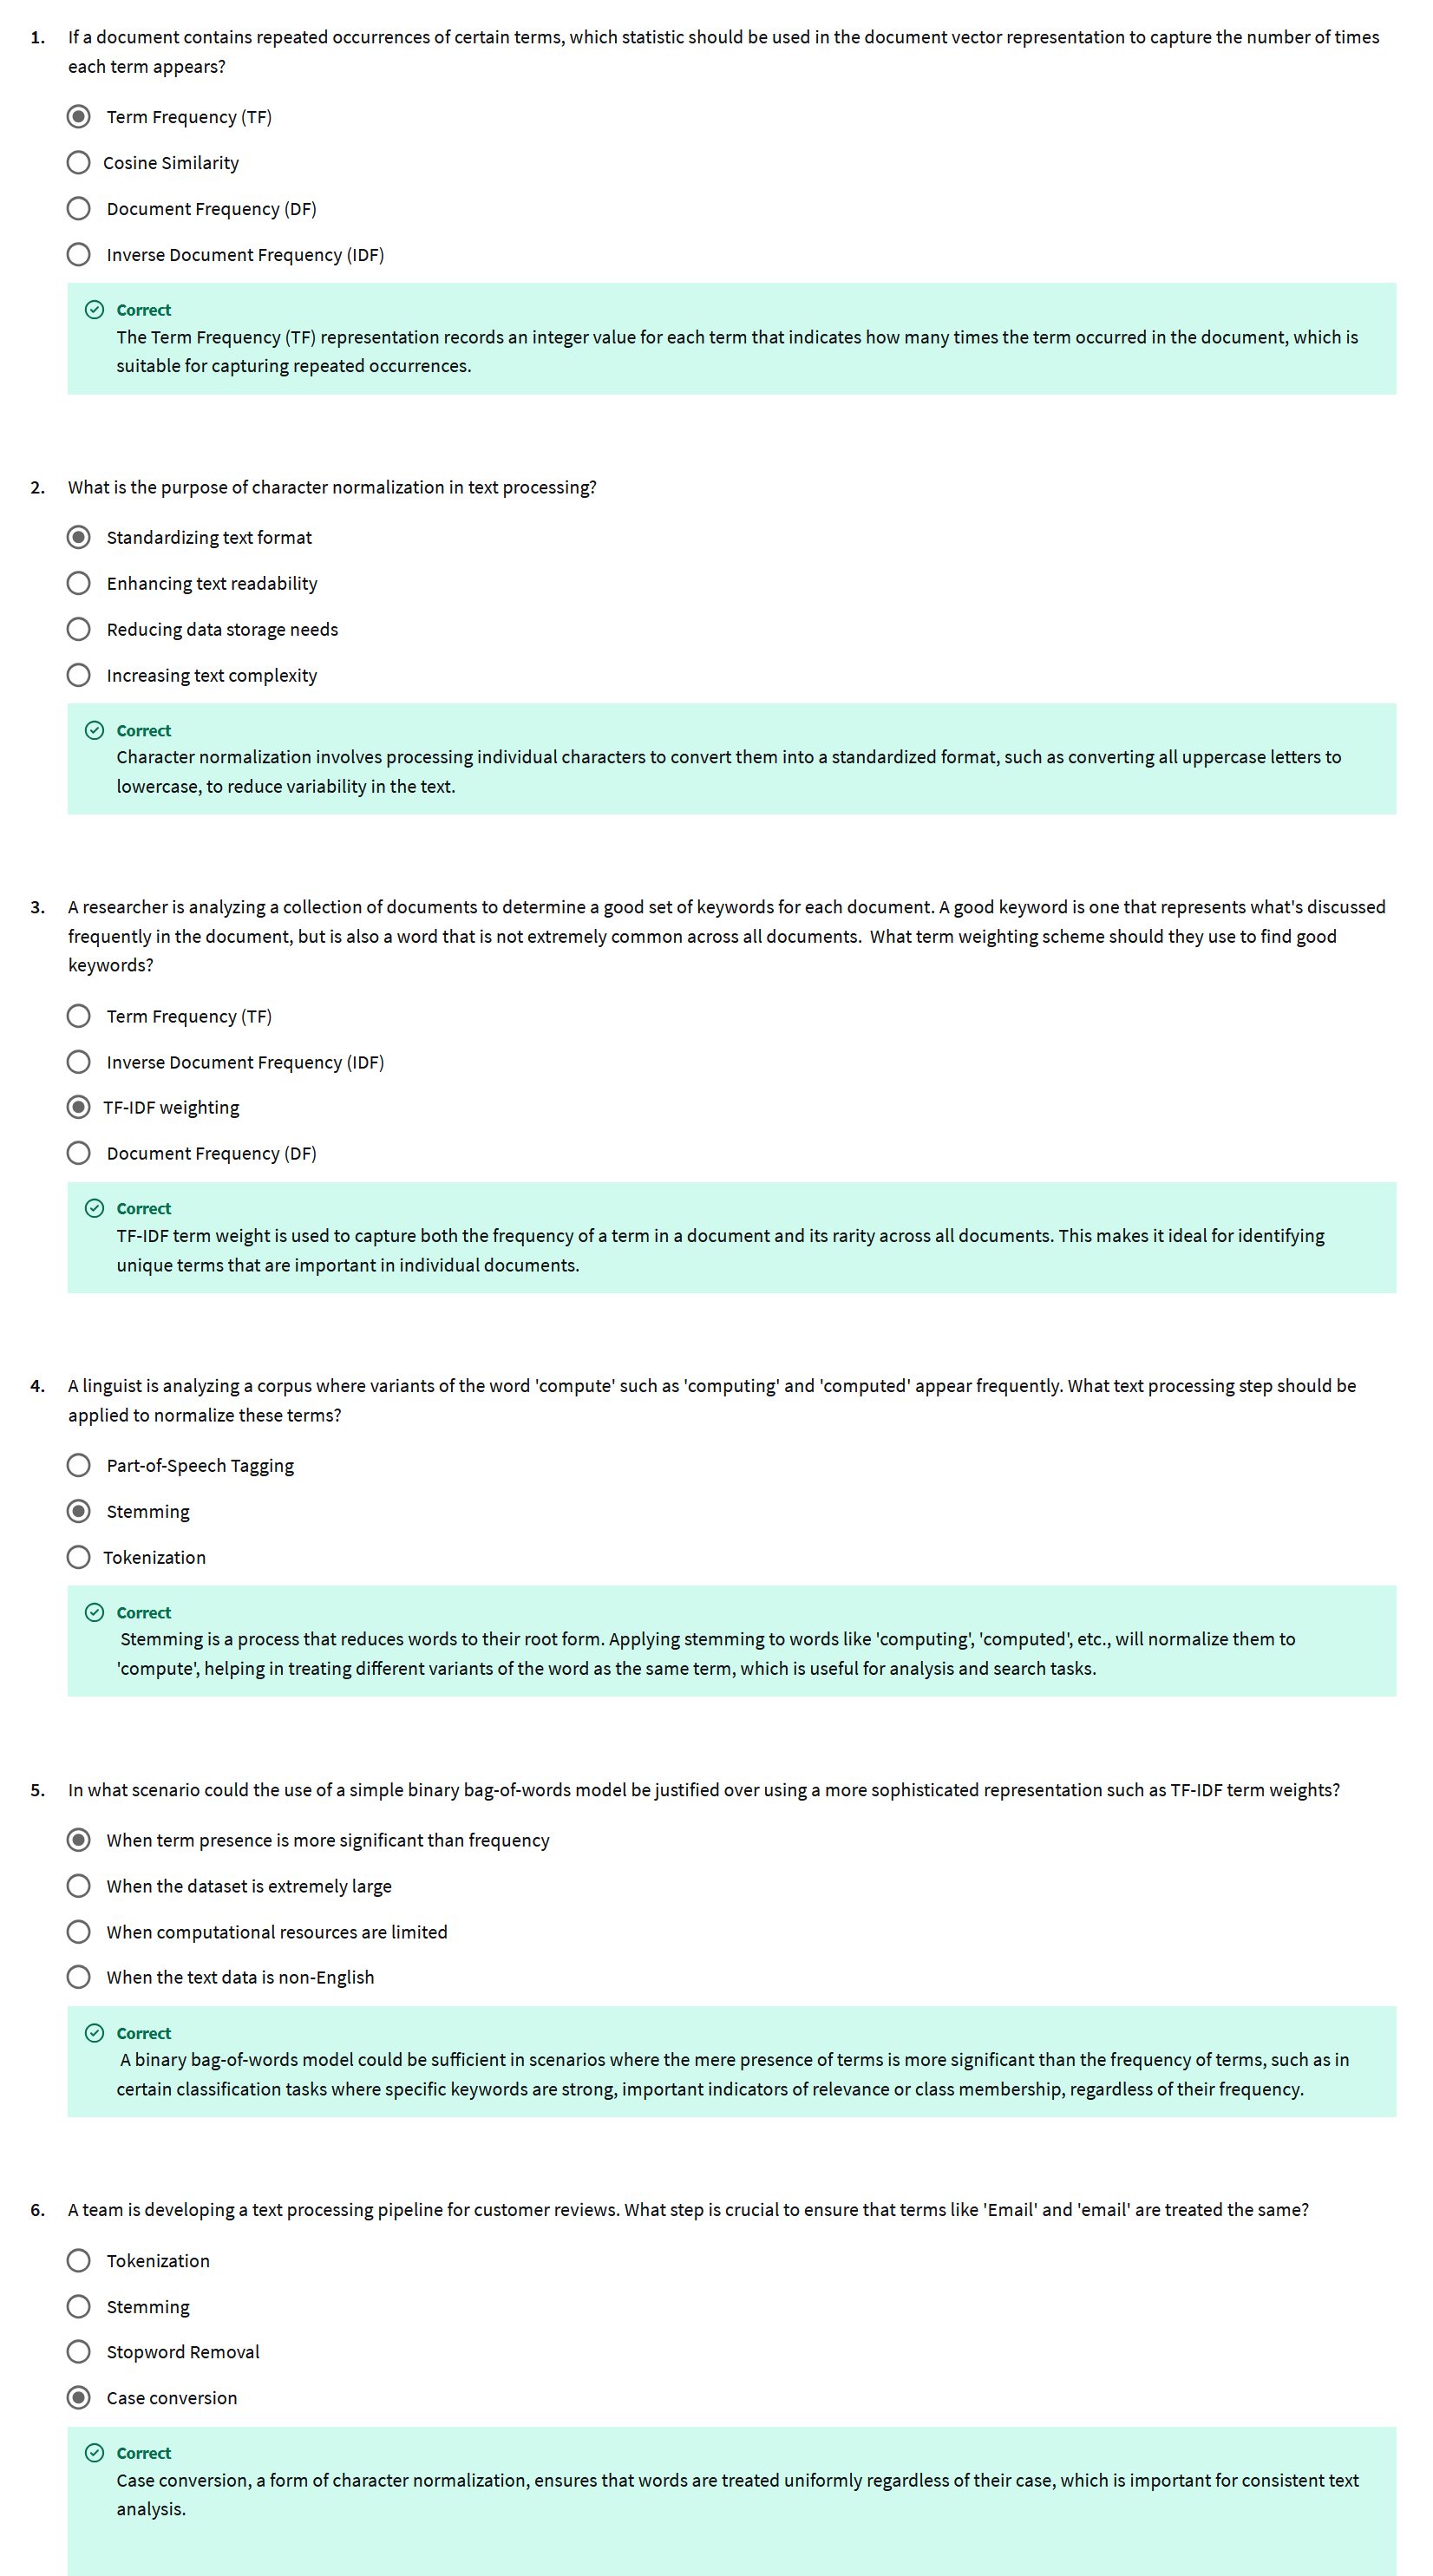 1. If a document contains repeated occurrences of certain terms, which statistic should be used in the document vector representation to capture the number of times
each term appears?
Term Frequency (TF)
Cosine Similarity
Document Frequency (DF)
Inverse Document Frequency (IDF)
Correct
The Term Frequency (TF) representation records an integer value for each term that indicates how many times the term occurred in the document, which is
suitable for capturing repeated occurrences.
2. What is the purpose of character normalization in text processing?
Standardizing text format
Enhancing text readability
Reducing data storage needs
Increasing text complexity
Correct
Character normalization involves processing individual characters to convert them into a standardized format, such as converting all uppercase letters to
lowercase, to reduce variability in the text.
3. A researcher is analyzing a collection of documents to determine a good set of keywords for each document. A good keyword is one that represents what's discussed
frequently in the document, but is also a word that is not extremely common across all documents. What term weighting scheme should they use to find good
keywords?
Term Frequency (TF)
Inverse Document Frequency (IDF)
TF-IDF weighting
Document Frequency (DF)
Correct
TF-IDF term weight is used to capture both the frequency of a term in a document and its rarity across all documents. This makes it ideal for identifying
unique terms that are important in individual documents.
4. A linguist is analyzing a corpus where variants of the word 'compute' such as 'computing' and 'computed' appear frequently. What text processing step should be
applied to normalize these terms?
Part-of-Speech Tagging
Stemming
Tokenization
Correct
Stemming is a process that reduces words to their root form. Applying stemming to words like 'computing', 'computed', etc., will normalize them to
'compute', helping in treating different variants of the word as the same term, which is useful for analysis and search tasks.
5. In what scenario could the use of a simple binary bag-of-words model be justified over using a more sophisticated representation such as TF-IDF term weights?
When term presence is more significant than frequency
When the dataset is extremely large
When computational resources are limited
When the text data is non-English
Correct
A binary bag-of-words model could be sufficient in scenarios where the mere presence of terms is more significant than the frequency of terms, such as in
certain classification tasks where specific keywords are strong, important indicators of relevance or class membership, regardless of their frequency.
6. A team is developing a text processing pipeline for customer reviews. What step is crucial to ensure that terms like 'Email' and 'email' are treated the same?
Tokenization
Stemming
Stopword Removal
Case conversion
Correct
Case conversion, a form of character normalization, ensures that words are treated uniformly regardless of their case, which is important for consistent text
analysis.